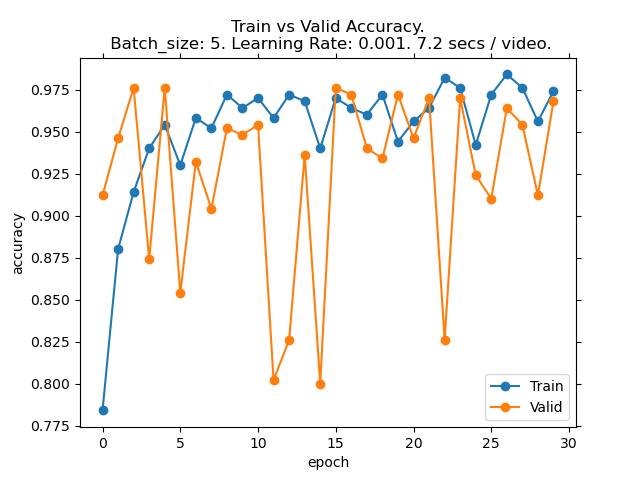 Train vs Valid Accuracy.
Batch_size: 5. Learning Rate: 0.001. 7.2 secs / video.
accuracy
0.975
0.950
0.925
0.900
0.875
0.850
0.825
0.800
0.775
Train
Valid
0 5 10 15 20 25 30
epoch